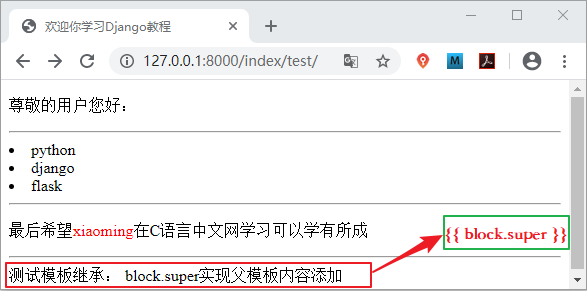 欢迎你学习Django教程
127.0.0.1:8000/index/test/
尊敬的用户您好：
python
django
flask
最后希望xiaoming在C语言中文网学习可以学有所成
{{ block.super }}
测试模板继承： block.super实现父模板内容添加